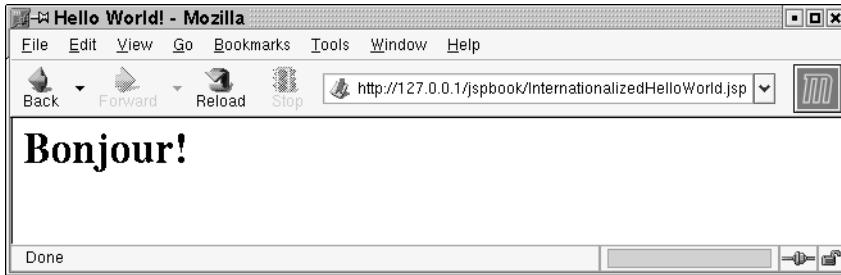 Hello World! - Mozilla
File Edit View Go Bookmarks Tools Window Help
Back Forward Reload Stop http://127.0.0.1/jspbook/InternationalizedHelloWorld.jsp
Bonjour!
Done